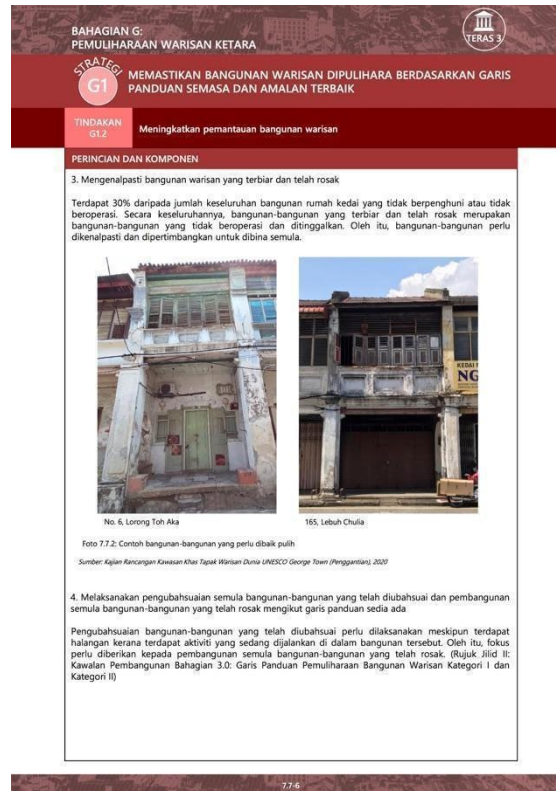 BAHAGIAN G:
PEMULIHARAAN WARISAN KETARA
TERAS 3
STRATEGI
G1
MEMASTIKAN BANGUNAN WARISAN DIPULIHARA BERDASARKAN GARIS
PANDUAN SEMASA DAN AMALAN TERBAIK
TINDAKAN
G1.2
Meningkatkan pemantauan bangunan warisan
PERINCIAN DAN KOMPONEN
3. Mengenalpasti bangunan warisan yang terbiar dan telah rosak
Terdapat 30% daripada jumlah keseluruhan bangunan rumah kedai yang tidak berpenghuni atau tidak
beroperasi. Secara keseluruhannya, bangunan-bangunan yang terbiar dan telah rosak merupakan
bangunan-bangunan yang tidak beroperasi dan ditinggalkan. Oleh itu, bangunan-bangunan perlu
dikenalpasti dan dipertimbangkan untuk dibina semula.
KEDAI
NG
No. 6, Lorong Toh Aka
165, Lebuh Chulia
Foto 7.7.2: Contoh bangunan-bangunan yang perlu dibaik pulih
Sumber: Kajian Rancangan Kawasan Khas Tapak Warisan Dunia UNESCO George Town (Penggantian), 2020
4. Melaksanakan pengubahsuaian semula bangunan-bangunan yang telah diubahsuai dan pembangunan
semula bangunan-bangunan yang telah rosak mengikut garis panduan sedia ada
Pengubahsuaian bangunan-bangunan yang telah diubahsuai perlu dilaksanakan meskipun terdapat
halangan kerana terdapat aktiviti yang sedang dijalankan di dalam bangunan tersebut. Oleh itu, fokus
perlu diberikan kepada pembangunan semula bangunan-bangunan yang telah rosak. (Rujuk Jilid II:
Kawalan Pembangunan Bahagian 3.0: Garis Panduan Pemuliharaan Bangunan Warisan Kategori I dan
Kategori II)
7.7-6